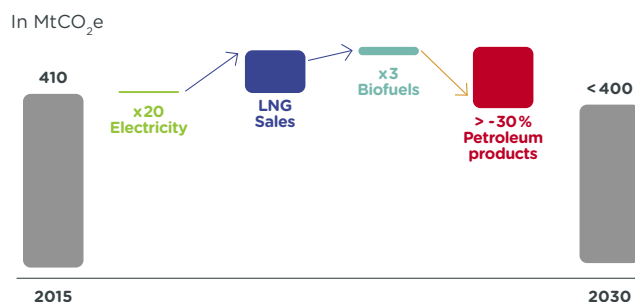 In MtCO₂e
410
x20
Electricity
LNG
Sales
x3
Biofuels
> -30%
Petroleum
products
<400
2015
2030